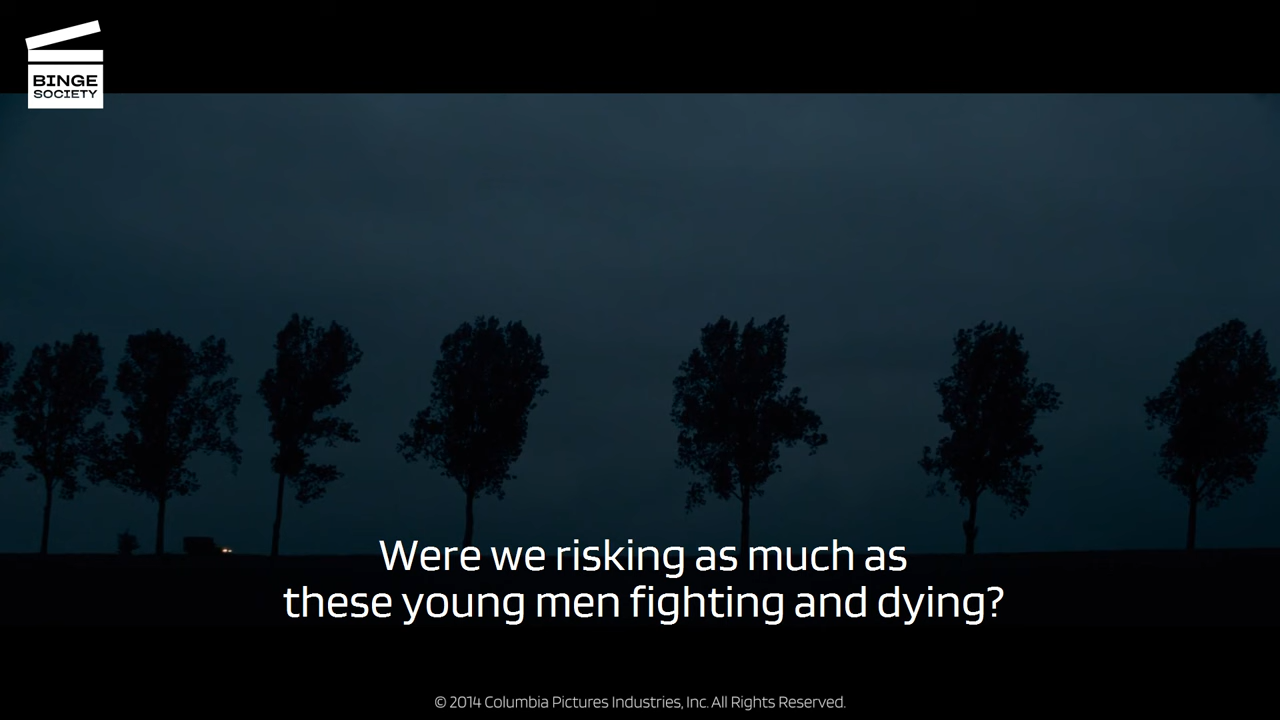 BINGE
SOCIETY
Were we risking as much as
these young men fighting and dying?
© 2014 Columbia Pictures Industries, Inc. All Rights Reserved.